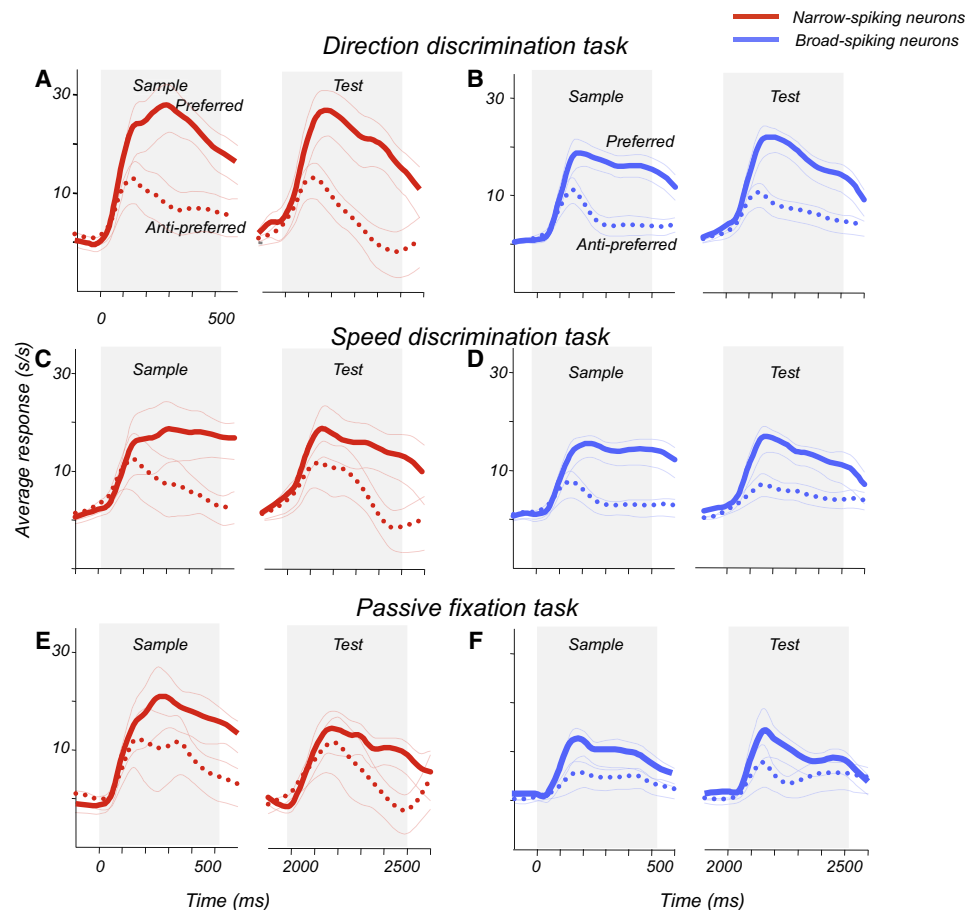 Narrow-spiking neurons
Broad-spiking neurons
Direction discrimination task
A
30
10
Sample
Preferred
Anti-preferred
0
500
Test
B
30
10
Sample
Preferred
Anti-preferred
Test
Speed discrimination task
C
30
10
Sample
Test
D
30
10
Sample
Test
Average response (s/s)
Passive fixation task
E
30
10
Sample
0
500
Test
2000
2500
F
Sample
0
500
Test
2000
2500
Time (ms)
Time (ms)